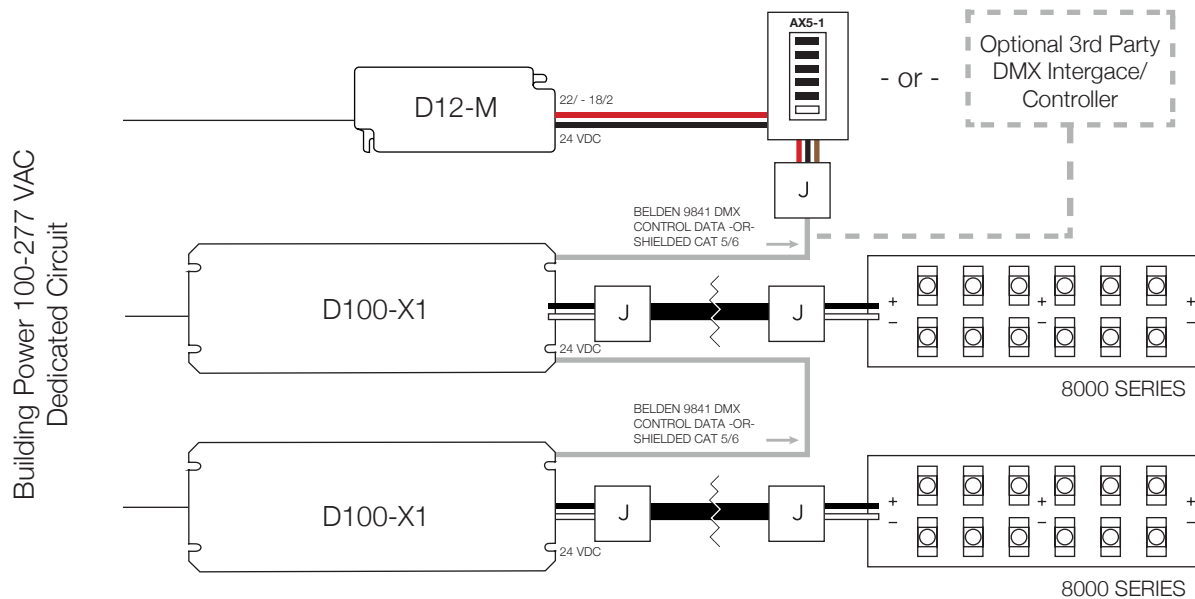 AX5-1
Optional 3rd Party
DMX Intergace/
Controller
- or -
D12-M
22/ - 18/2
24 VDC
J
Building Power 100-277 VAC
Dedicated Circuit
BELDEN 9841 DMX
CONTROL DATA -OR-
SHIELDED CAT 5/6
D100-X1
J
J
+ + +
- - -
24 VDC
8000 SERIES
BELDEN 9841 DMX
CONTROL DATA -OR-
SHIELDED CAT 5/6
D100-X1
J
J
+ + +
- - -
24 VDC
8000 SERIES